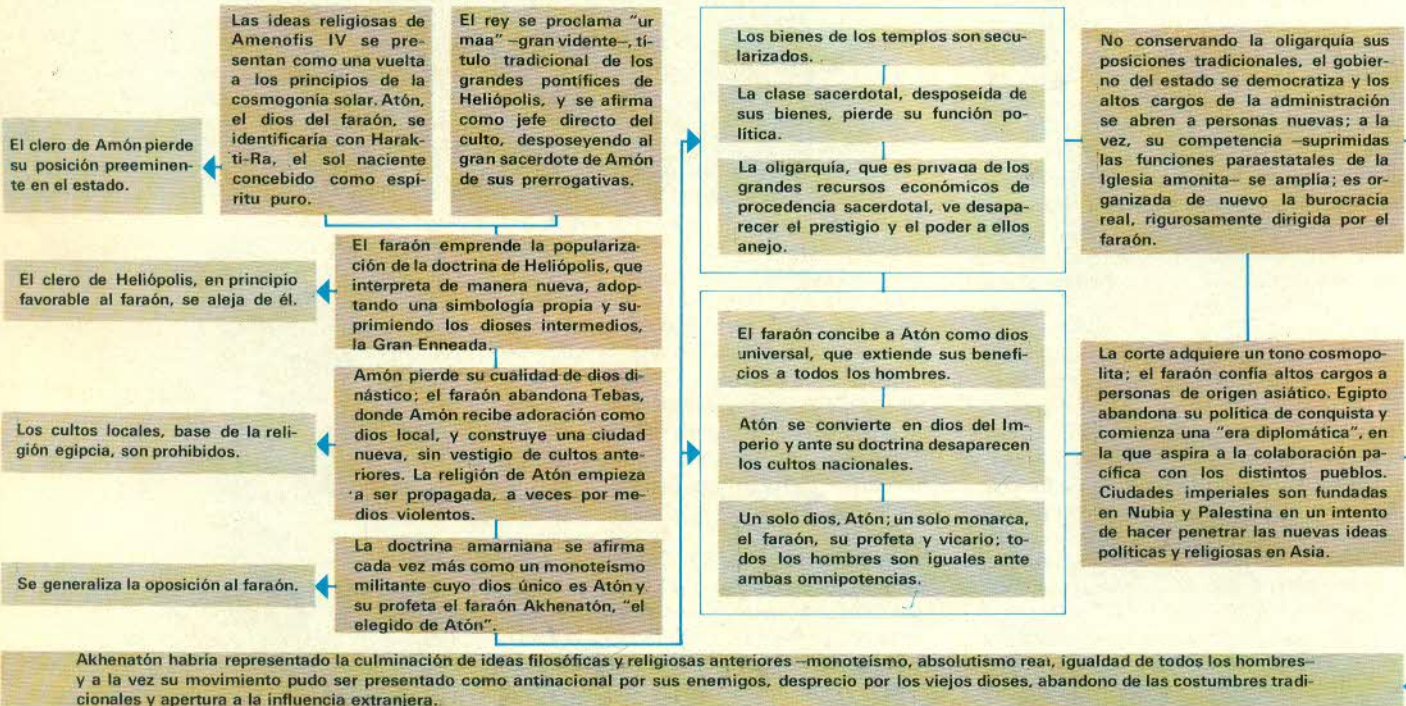 El clero de Amón pierde
su posición preeminen-
te en el estado.
Las ideas religiosas de
Amenofis IV se pre-
sentan como una vuelta
a los principios de la
cosmogonía solar. Atón,
el dios del faraón, se
identificaría con Harak-
ti-Ra, el sol naciente
concebido como espí-
ritu puro.
El rey se proclama "ur
maa" –gran vidente–, tí-
tulo tradicional de los
grandes pontífices de
Heliópolis, y se afirma
como jefe directo del
culto, desposeyendo al
gran sacerdote de Amón
de sus prerrogativas.
El clero de Heliópolis, en principio
favorable al faraón, se aleja de él.
El faraón emprende la populariza-
ción de la doctrina de Heliópolis, que
interpreta de manera nueva, adop-
tando una simbología propia y su-
primiendo los dioses intermedios,
la Gran Enneada.
Los cultos locales, base de la reli-
gión egipcia, son prohibidos.
Amón pierde su cualidad de dios di-
nástico; el faraón abandona Tebas,
donde Amón recibe adoración como
dios local, y construye una ciudad
nueva, sin vestigio de cultos ante-
riores. La religión de Atón empieza
a ser propagada, a veces por me-
dios violentos.
Se generaliza la oposición al faraón.
La doctrina amarniana se afirma
cada vez más como un monoteísmo
militante cuyo dios único es Atón y
su profeta el faraón Akhenatón, "el
elegido de Atón".
Los bienes de los templos son secu-
larizados.
La clase sacerdotal, desposeída de
sus bienes, pierde su función po-
lítica.
La oligarquía, que es privada de los
grandes recursos económicos de
procedencia sacerdotal, ve desapa-
recer el prestigio y el poder a ellos
anejo.
El faraón concibe a Atón como dios
universal, que extiende sus benefi-
cios a todos los hombres.
Atón se convierte en dios del Im-
perio y ante su doctrina desaparecen
los cultos nacionales.
Un solo dios, Atón; un solo monarca,
el faraón, su profeta y vicario; to-
dos los hombres son iguales ante
ambas omnipotencias.
No conservando la oligarquía sus
posiciones tradicionales, el gobier-
no del estado se democratiza y los
altos cargos de la administración
se abren a personas nuevas; a la
vez, su competencia –suprimidas
las funciones paraestatales de la
Iglesia amonita– se amplía; es or-
ganizada de nuevo la burocracia
real, rigurosamente dirigida por el
faraón.
La corte adquiere un tono cosmopo-
lita; el faraón confía altos cargos a
personas de origen asiático. Egipto
abandona su política de conquista y
comienza una "era diplomática", en
la que aspira a la colaboración pa-
cífica con los distintos pueblos.
Ciudades imperiales son fundadas
en Nubia y Palestina en un intento
de hacer penetrar las nuevas ideas
políticas y religiosas en Asia.
Akhenatón habría representado la culminación de ideas filosóficas y religiosas anteriores –monoteísmo, absolutismo real, igualdad de todos los hombres–
y a la vez su movimiento pudo ser presentado como antinacional por sus enemigos, desprecio por los viejos dioses, abandono de las costumbres tradi-
cionales y apertura a la influencia extranjera.